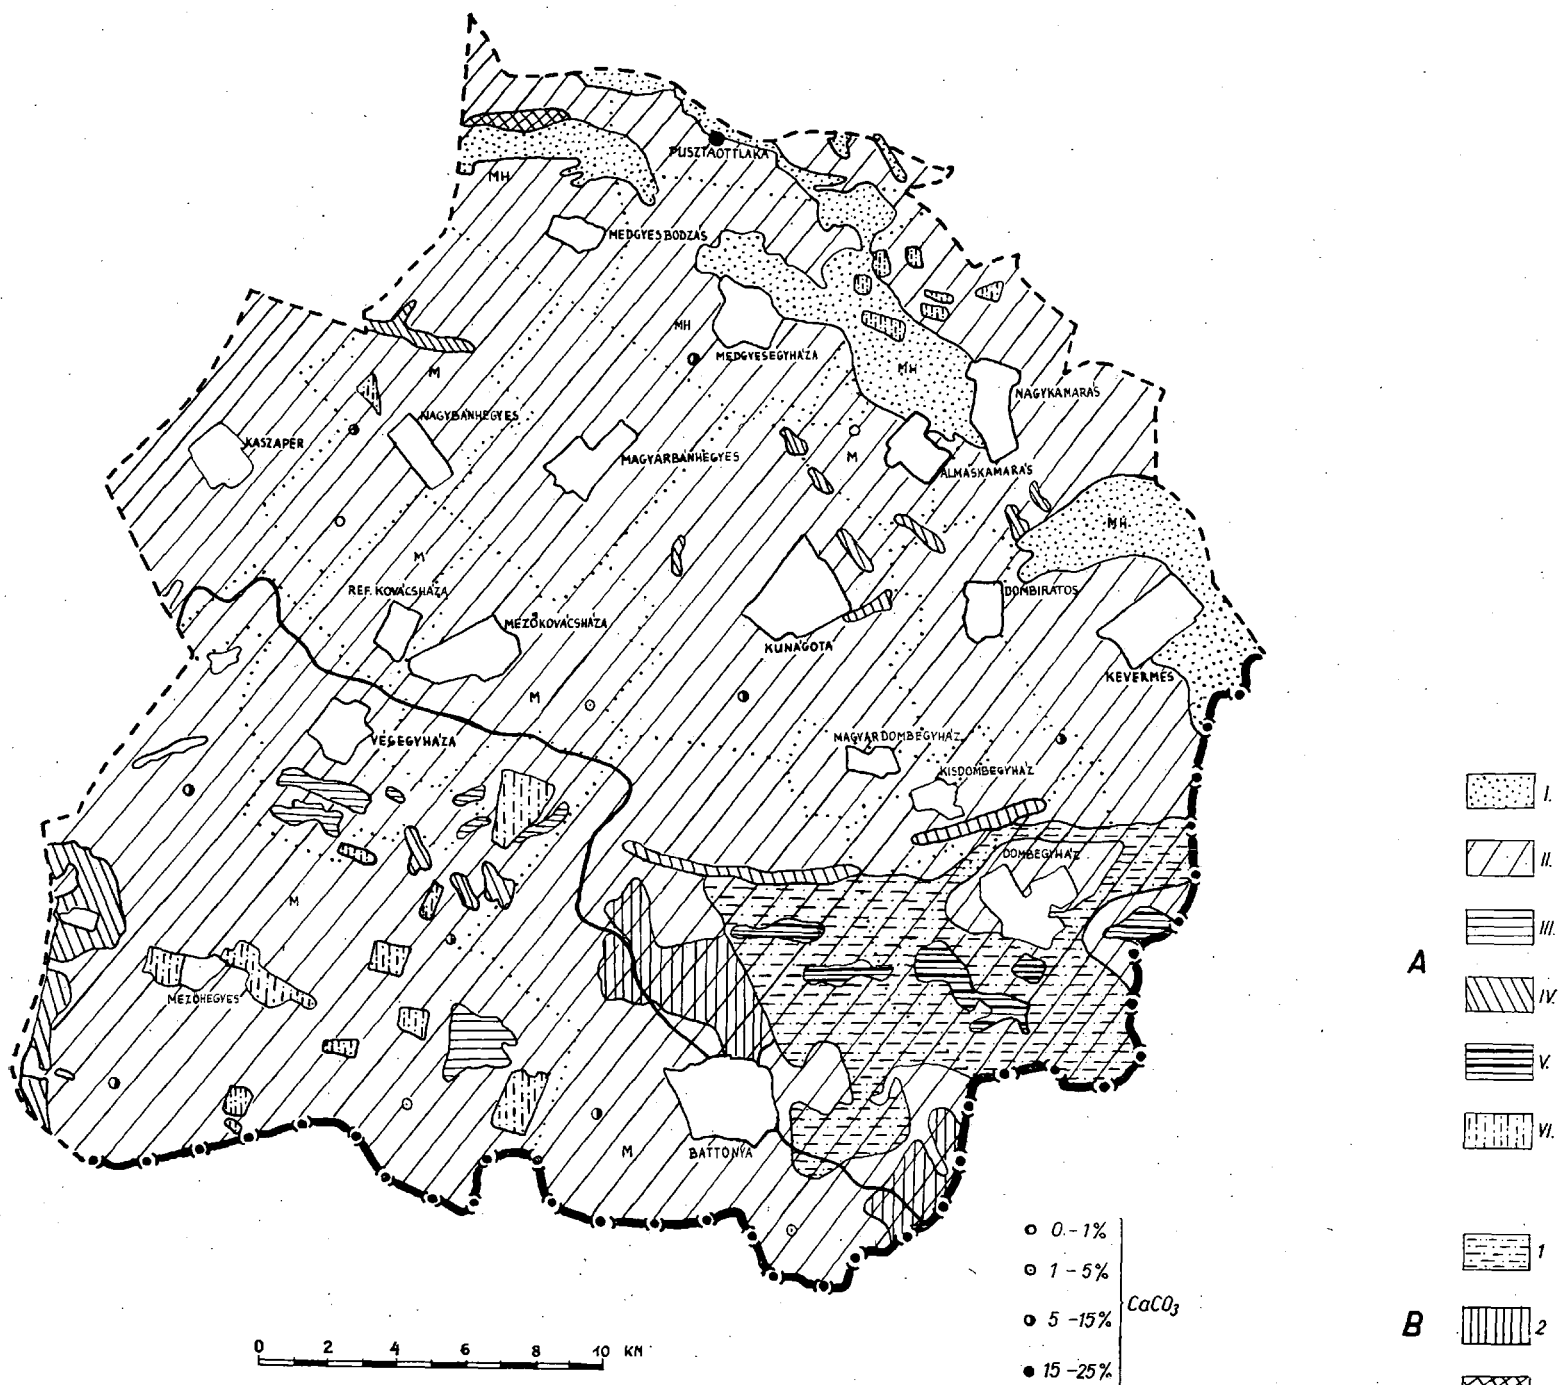 PUSZTAOTTLAKA
MH
MEDGYESBODZÁS
MH
MEDGYESEGYHÁZA
MH
M
NAGYKAMARÁS
NAGYBÁNHEGYES
KASZAPER
MAGYARBÁNHEGYES
M
ALMÁSKAMARÁS
MH
M
REF. KOVÁCSHÁZA
DOMBIRATOS
MEZŐKOVÁCSHÁZA
KUNÁGOTA
KEVERMES
M
VÉGEGYHÁZA
MAGYARDOMBEGYHÁZ
KISDOMBEGYHÁZ
I.
DOMBEGYHÁZ
II.
M
III.
A
MEZŐHEGYES
IV.
V.
VI.
M
BATTONYA
0-1%
1-5%
5-15%
15-25%
CaCO₃
1
B
2
0 2 4 6 8 10 KM